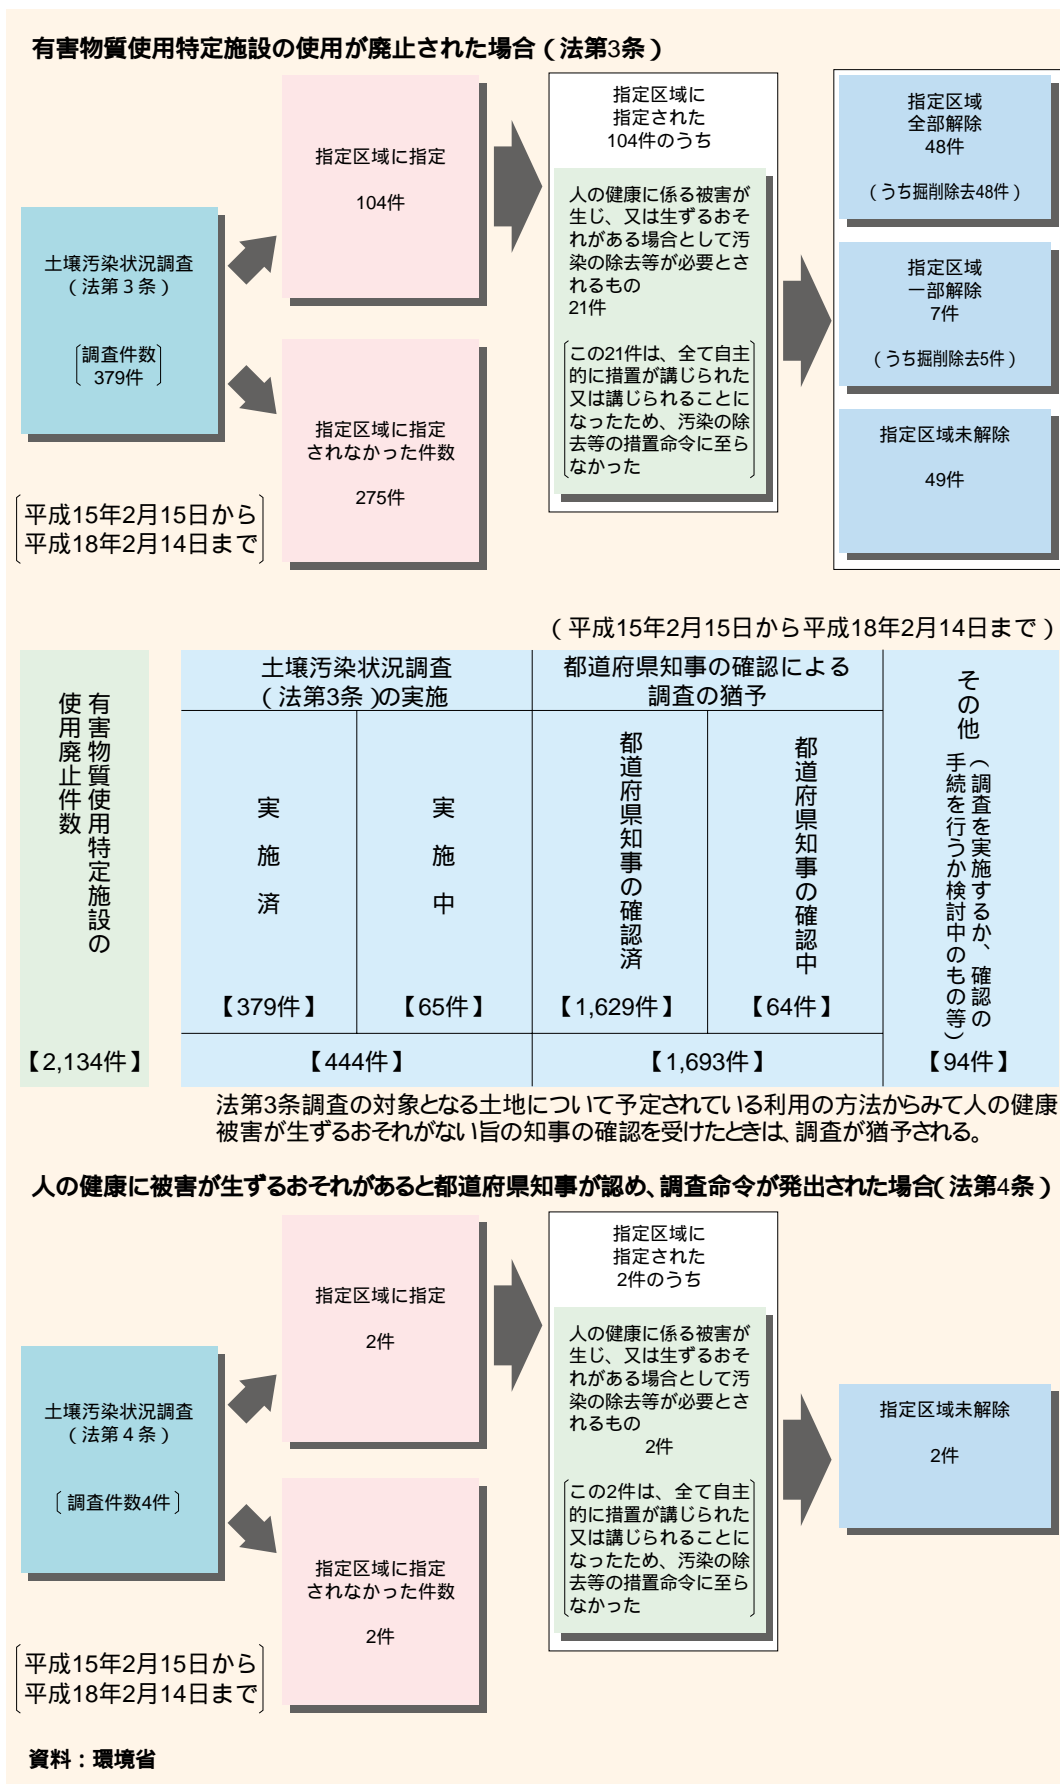 有害物質使用特定施設の使用が廃止された場合(法第3条)
土壌汚染状況調査
(法第3条)
調査件数
379件
指定区域に指定
104件
指定区域に指定
されなかった件数
275件
指定区域に
指定された
104件のうち
人の健康に係る被害が
生じ、又は生ずるおそ
れがある場合として汚
染の除去等が必要とさ
れるもの
21件
この21件は、全て自主
的に措置が講じられた
又は講じられることに
なったため、汚染の除
去等の措置命令に至ら
なかった
指定区域
全部解除
48件
(うち掘削除去48件)
指定区域
一部解除
7件
(うち掘削除去5件)
指定区域未解除
49件
平成15年2月15日から
平成18年2月14日まで
(平成15年2月15日から平成18年2月14日まで)
有害物質使用特定施設の
使用廃止件数
【2,134件】
土壌汚染状況調査
(法第3条)の実施
実施済
【379件】
実施中
【65件】
【444件】
都道府県知事の確認による
調査の猶予
都道府県知事の確認済
【1,629件】
都道府県知事の確認中
【64件】
【1,693件】
その他
(調査を実施するか、確認の
手続を行うか検討中のもの等)
【94件】
法第3条調査の対象となる土地について予定されている利用の方法からみて人の健康
被害が生ずるおそれがない旨の知事の確認を受けたときは、調査が猶予される。
人の健康に被害が生ずるおそれがあると都道府県知事が認め、調査命令が発出された場合(法第4条)
土壌汚染状況調査
(法第4条)
〔調査件数4件〕
指定区域に指定
2件
指定区域に指定
されなかった件数
2件
指定区域に
指定された
2件のうち
人の健康に係る被害が
生じ、又は生ずるおそ
れがある場合として汚
染の除去等が必要とさ
れるもの
2件
この2件は、全て自主
的に措置が講じられた
又は講じられることに
なったため、汚染の除
去等の措置命令に至ら
なかった
指定区域未解除
2件
平成15年2月15日から
平成18年2月14日まで
資料:環境省